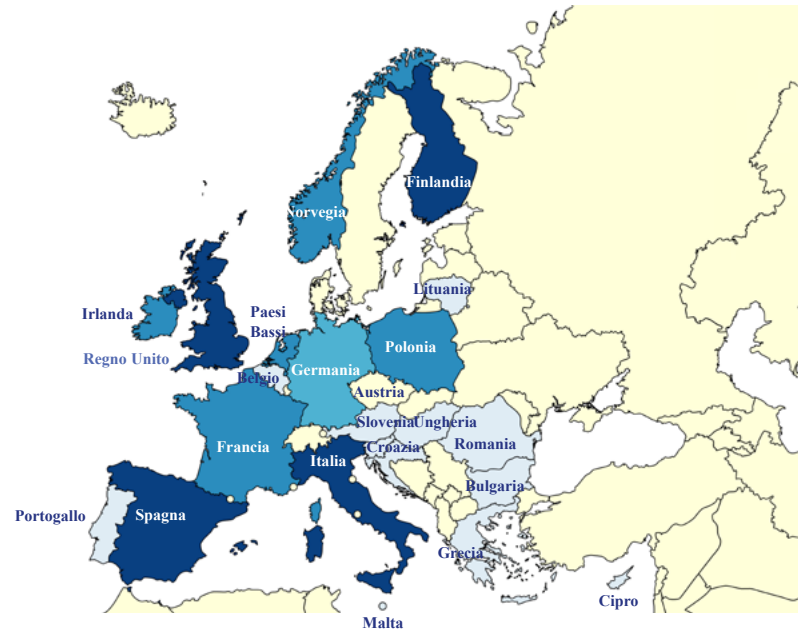 Finlandia
Norvegia
Lituania
Irlanda
Paesi
Bassi
Regno Unito
Polonia
Belgio
Germania
Austria
Slovenia
Ungheria
Francia
Italia
Croazia
Romania
Bulgaria
Portogallo
Spagna
Grecia
Cipro
Malta